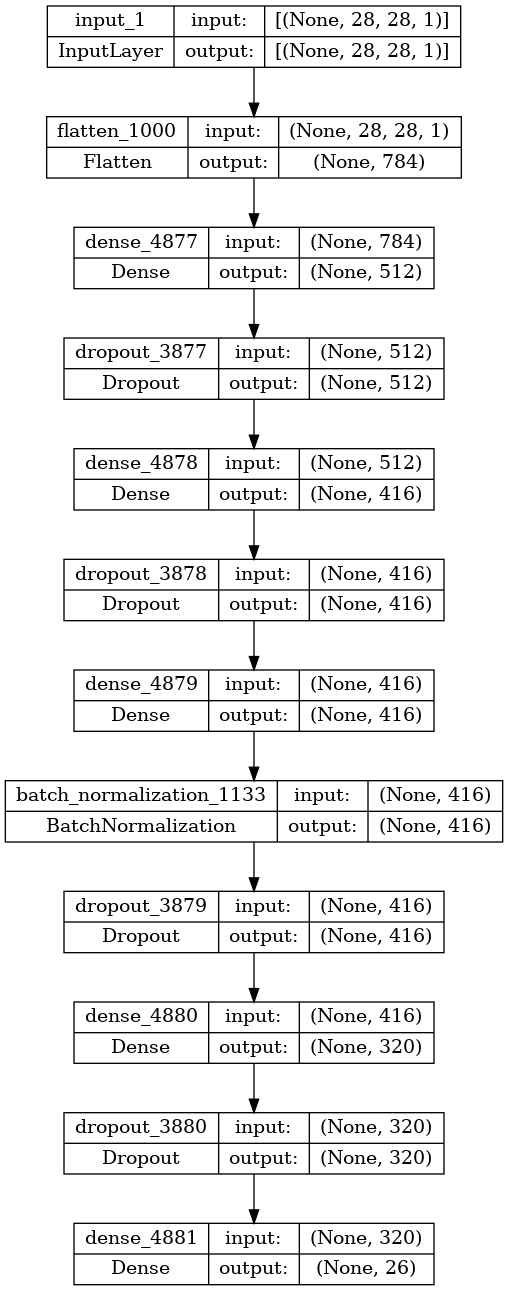 input_1 input: [(None, 28, 28, 1)]
InputLayer output: [(None, 28, 28, 1)]
flatten_1000 input: (None, 28, 28, 1)
Flatten output: (None, 784)
dense_4877 input: (None, 784)
Dense output: (None, 512)
dropout_3877 input: (None, 512)
Dropout output: (None, 512)
dense_4878 input: (None, 512)
Dense output: (None, 416)
dropout_3878 input: (None, 416)
Dropout output: (None, 416)
dense_4879 input: (None, 416)
Dense output: (None, 416)
batch_normalization_1133 input: (None, 416)
BatchNormalization output: (None, 416)
dropout_3879 input: (None, 416)
Dropout output: (None, 416)
dense_4880 input: (None, 416)
Dense output: (None, 320)
dropout_3880 input: (None, 320)
Dropout output: (None, 320)
dense_4881 input: (None, 320)
Dense output: (None, 26)